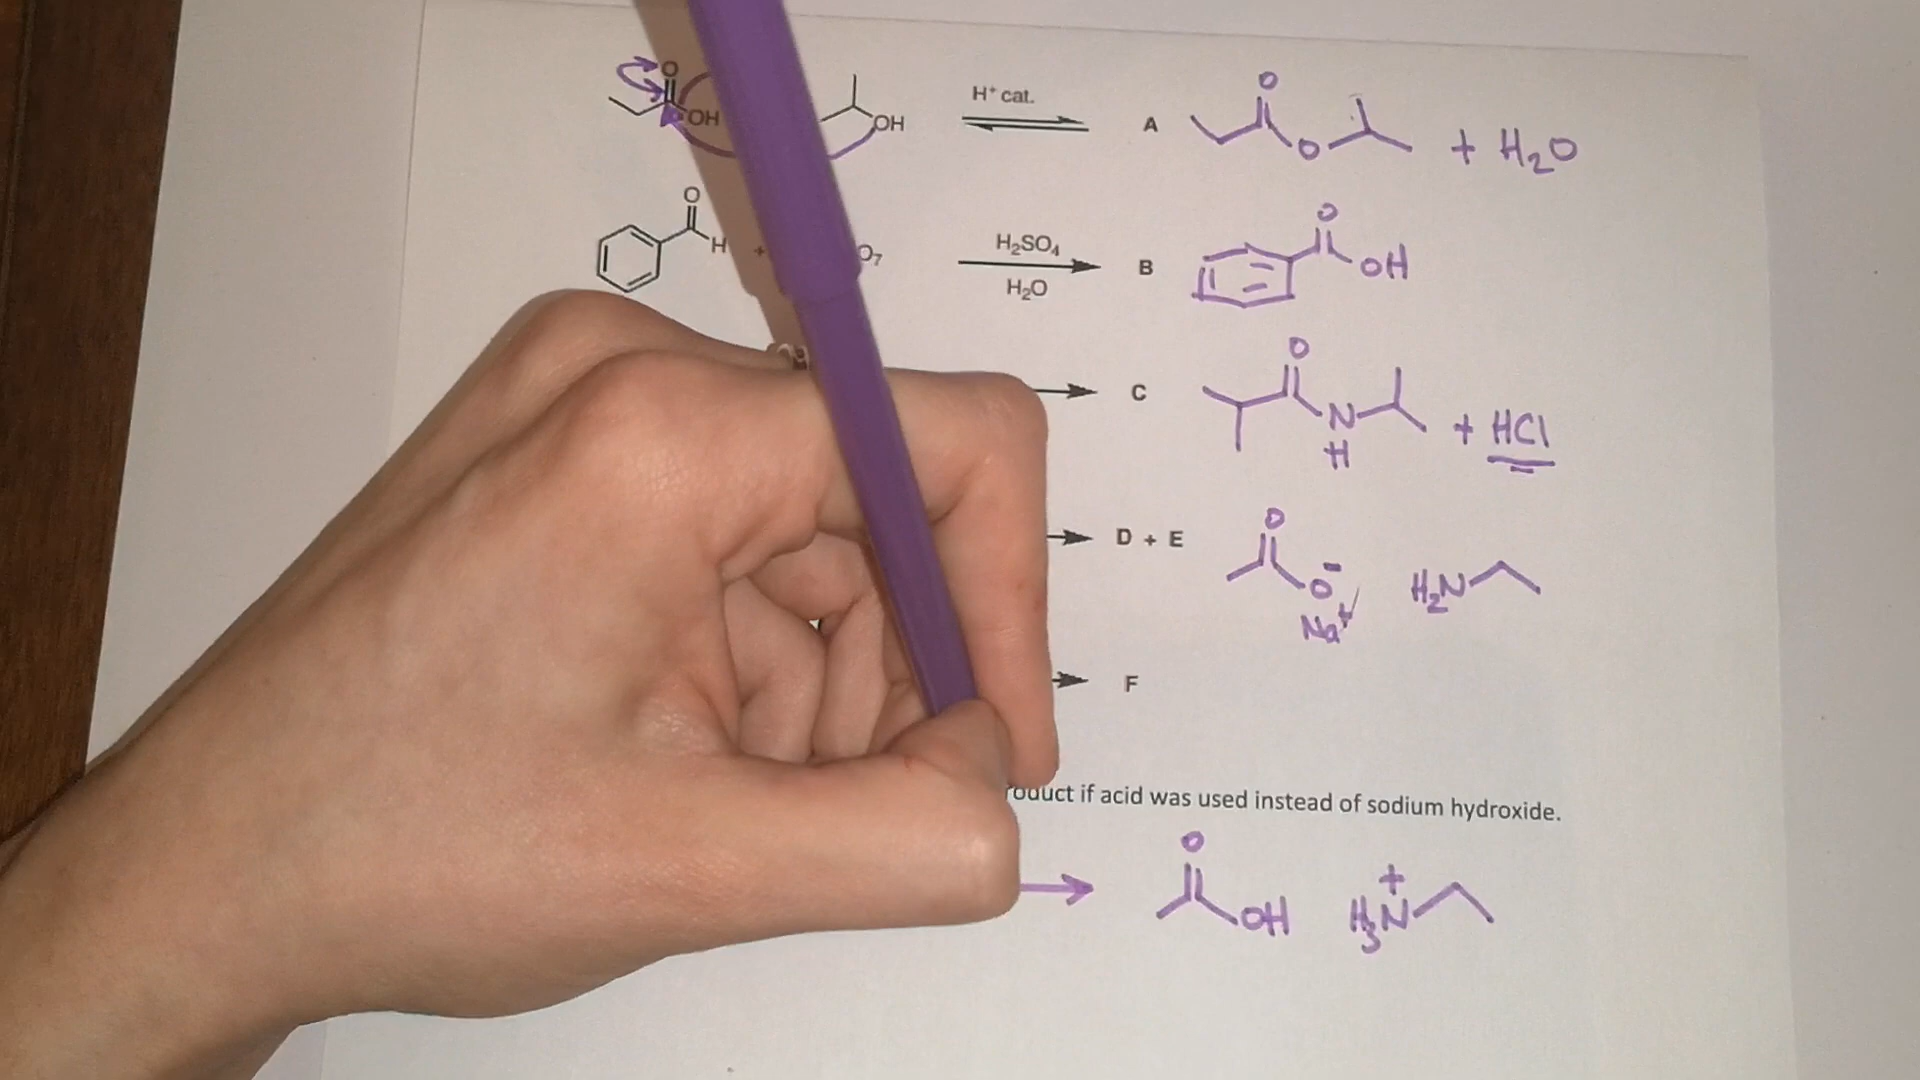 O OH OH H⁺ cat. A O O + H₂O
O H + O₇ H₂SO₄ H₂O B O OH
C O N H + HCl
D + E O O⁻ Na⁺ H₂N
F
if acid was used instead of sodium hydroxide.
O OH H₃N⁺